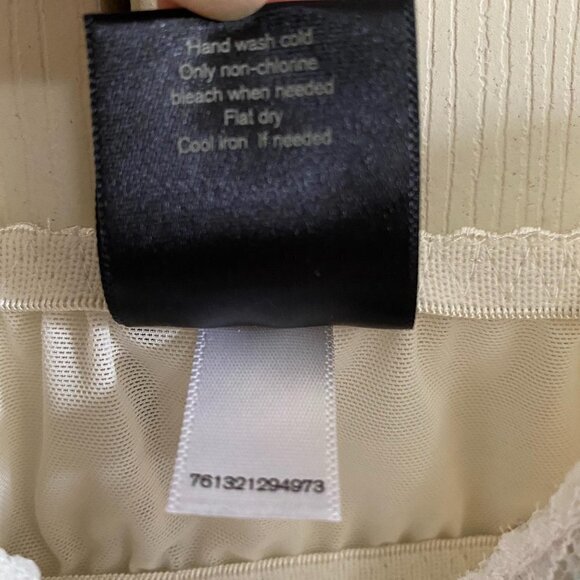 Hand wash cold
Only non-chlorine
bleach when needed
Flat dry
Cool iron If needed
761321294973